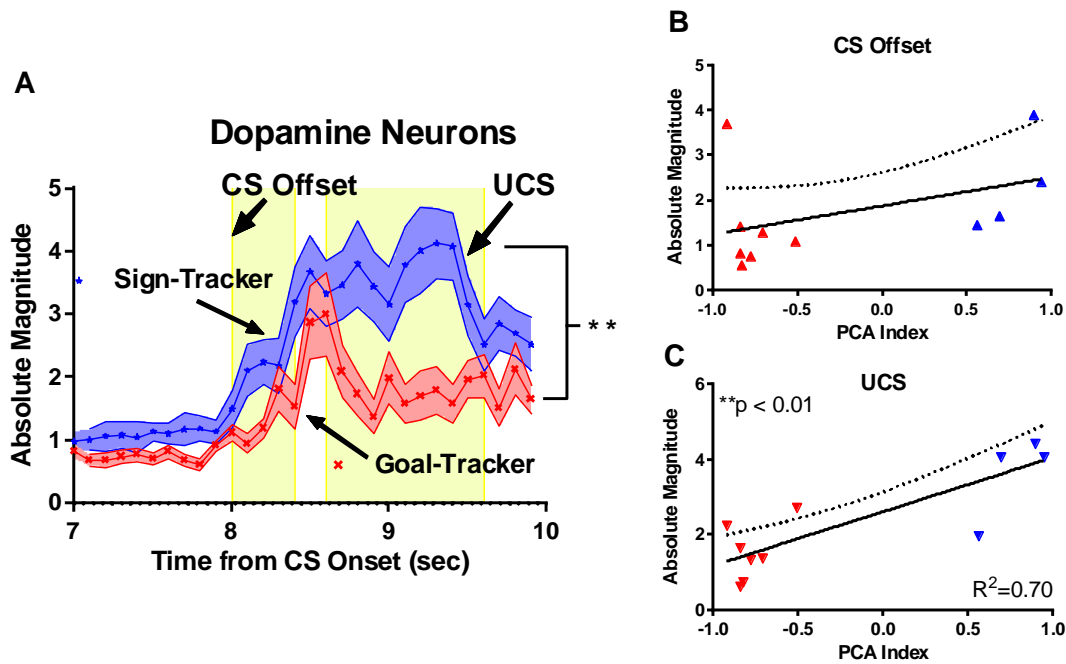 A
Dopamine Neurons
CS Offset
UCS
Sign-Tracker
Goal-Tracker
**
Absolute Magnitude
5
4
3
2
1
0
7
8
9
10
Time from CS Onset (sec)
B
CS Offset
Absolute Magnitude
5
4
3
2
1
0
-1.0
-0.5
0.0
0.5
1.0
PCA Index
C
UCS
**p < 0.01
R²=0.70
Absolute Magnitude
6
4
2
0
-1.0
-0.5
0.0
0.5
1.0
PCA Index